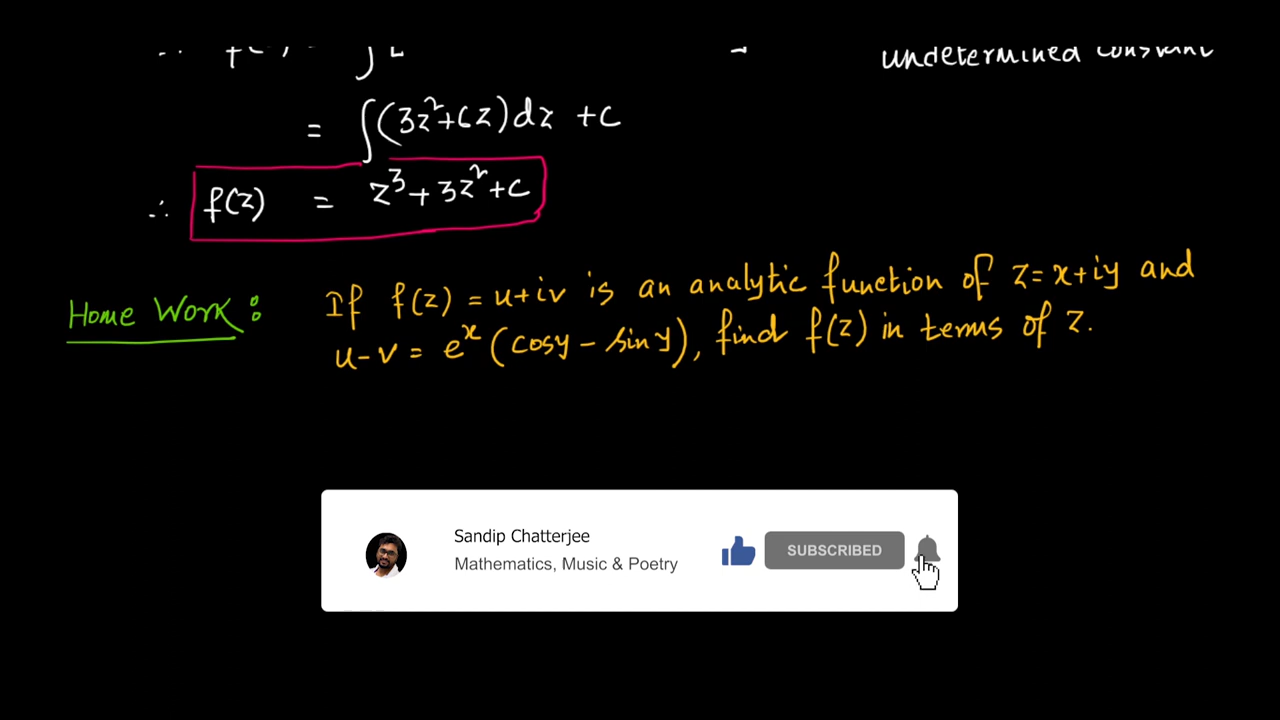 undetermined constant
= ∫(3z²+6z)dz +c
∴ f(z) = z³+3z²+c
Home Work: If f(z) = u+iv is an analytic function of z=x+iy and
u-v = eˣ(cosy - siny), find f(z) in terms of z.
Sandip Chatterjee
Mathematics, Music & Poetry
SUBSCRIBED